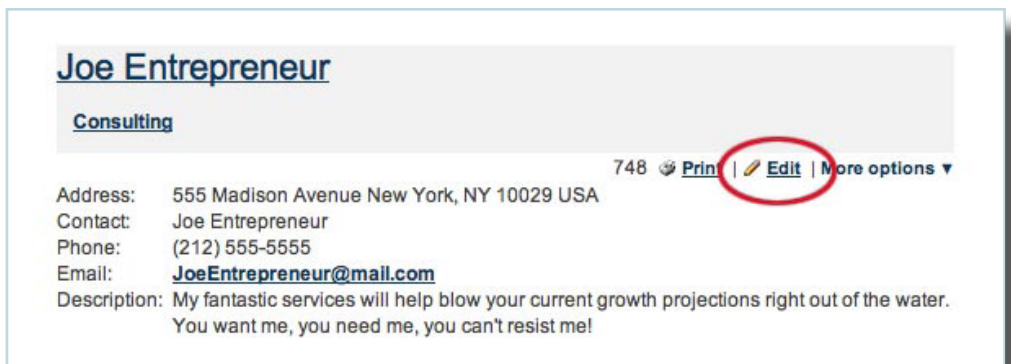 Joe Entrepreneur
Consulting
748 Print | Edit | More options ▼
Address: 555 Madison Avenue New York, NY 10029 USA
Contact: Joe Entrepreneur
Phone: (212) 555-5555
Email: JoeEntrepreneur@mail.com
Description: My fantastic services will help blow your current growth projections right out of the water.
You want me, you need me, you can't resist me!